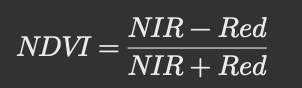 NDVI = (NIR − Red) / (NIR + Red)